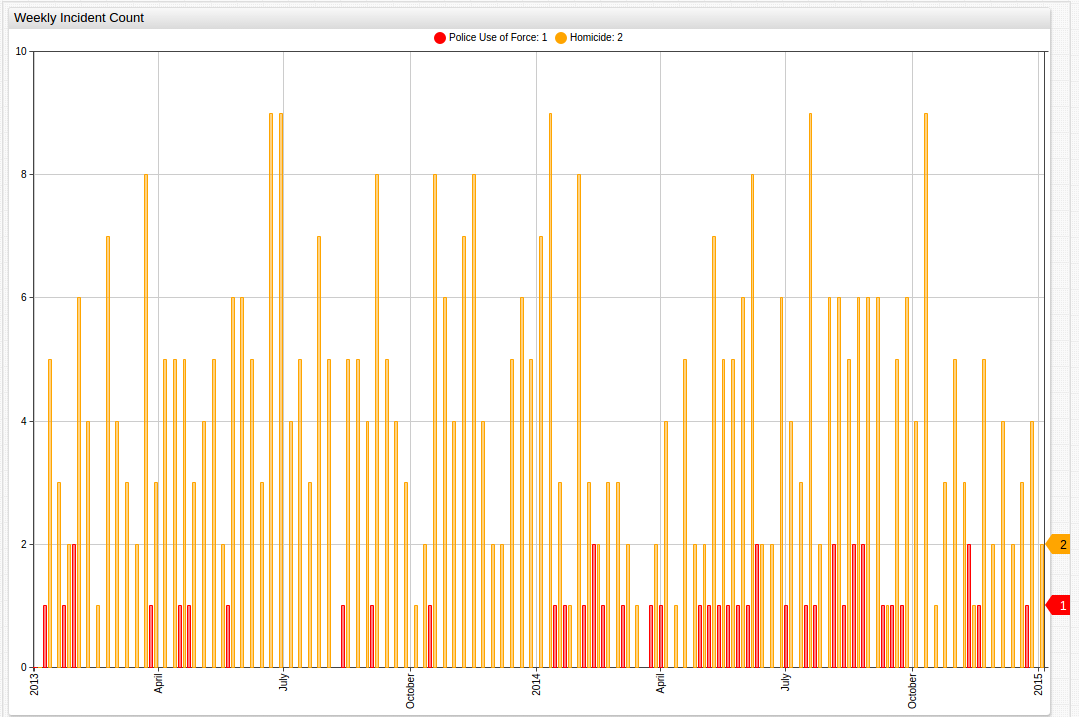 Weekly Incident Count
Police Use of Force: 1 Homicide: 2
10
8
6
4
2
0
2
1
2013 April July October 2014 April July October 2015